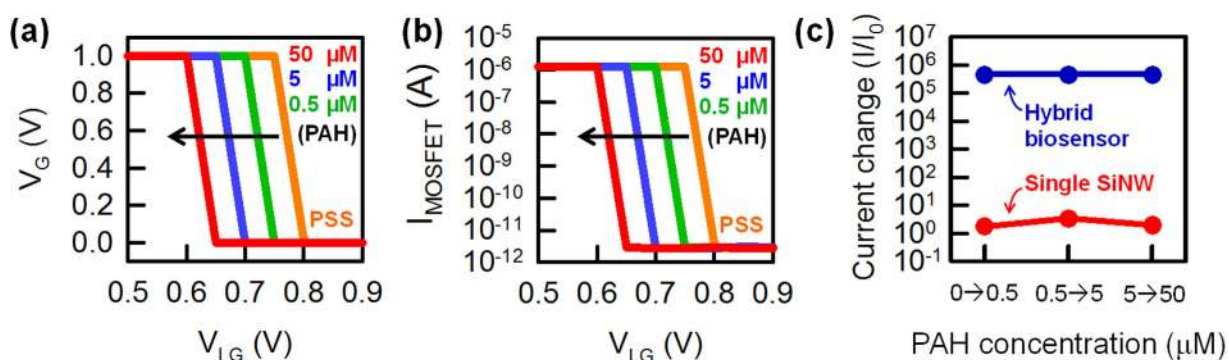 (a)
V_G (V)
1.0
0.8
0.6
0.4
0.2
0.0
50 µM
5 µM
0.5 µM
(PAH)
PSS
0.5 0.6 0.7 0.8 0.9
V_LG (V)
(b)
I_MOSFET (A)
10^-5
10^-6
10^-7
10^-8
10^-9
10^-10
10^-11
10^-12
50 µM
5 µM
0.5 µM
(PAH)
PSS
0.5 0.6 0.7 0.8 0.9
V_LG (V)
(c)
Current change (I/I_0)
10^7
10^6
10^5
10^4
10^3
10^2
10^1
10^0
10^-1
Hybrid
biosensor
Single SiNW
0→0.5 0.5→5 5→50
PAH concentration (µM)